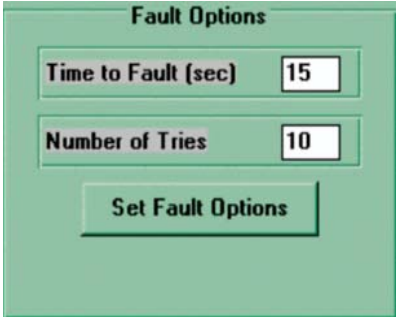 Fault Options
Time to Fault (sec) 15
Number of Tries 10
Set Fault Options